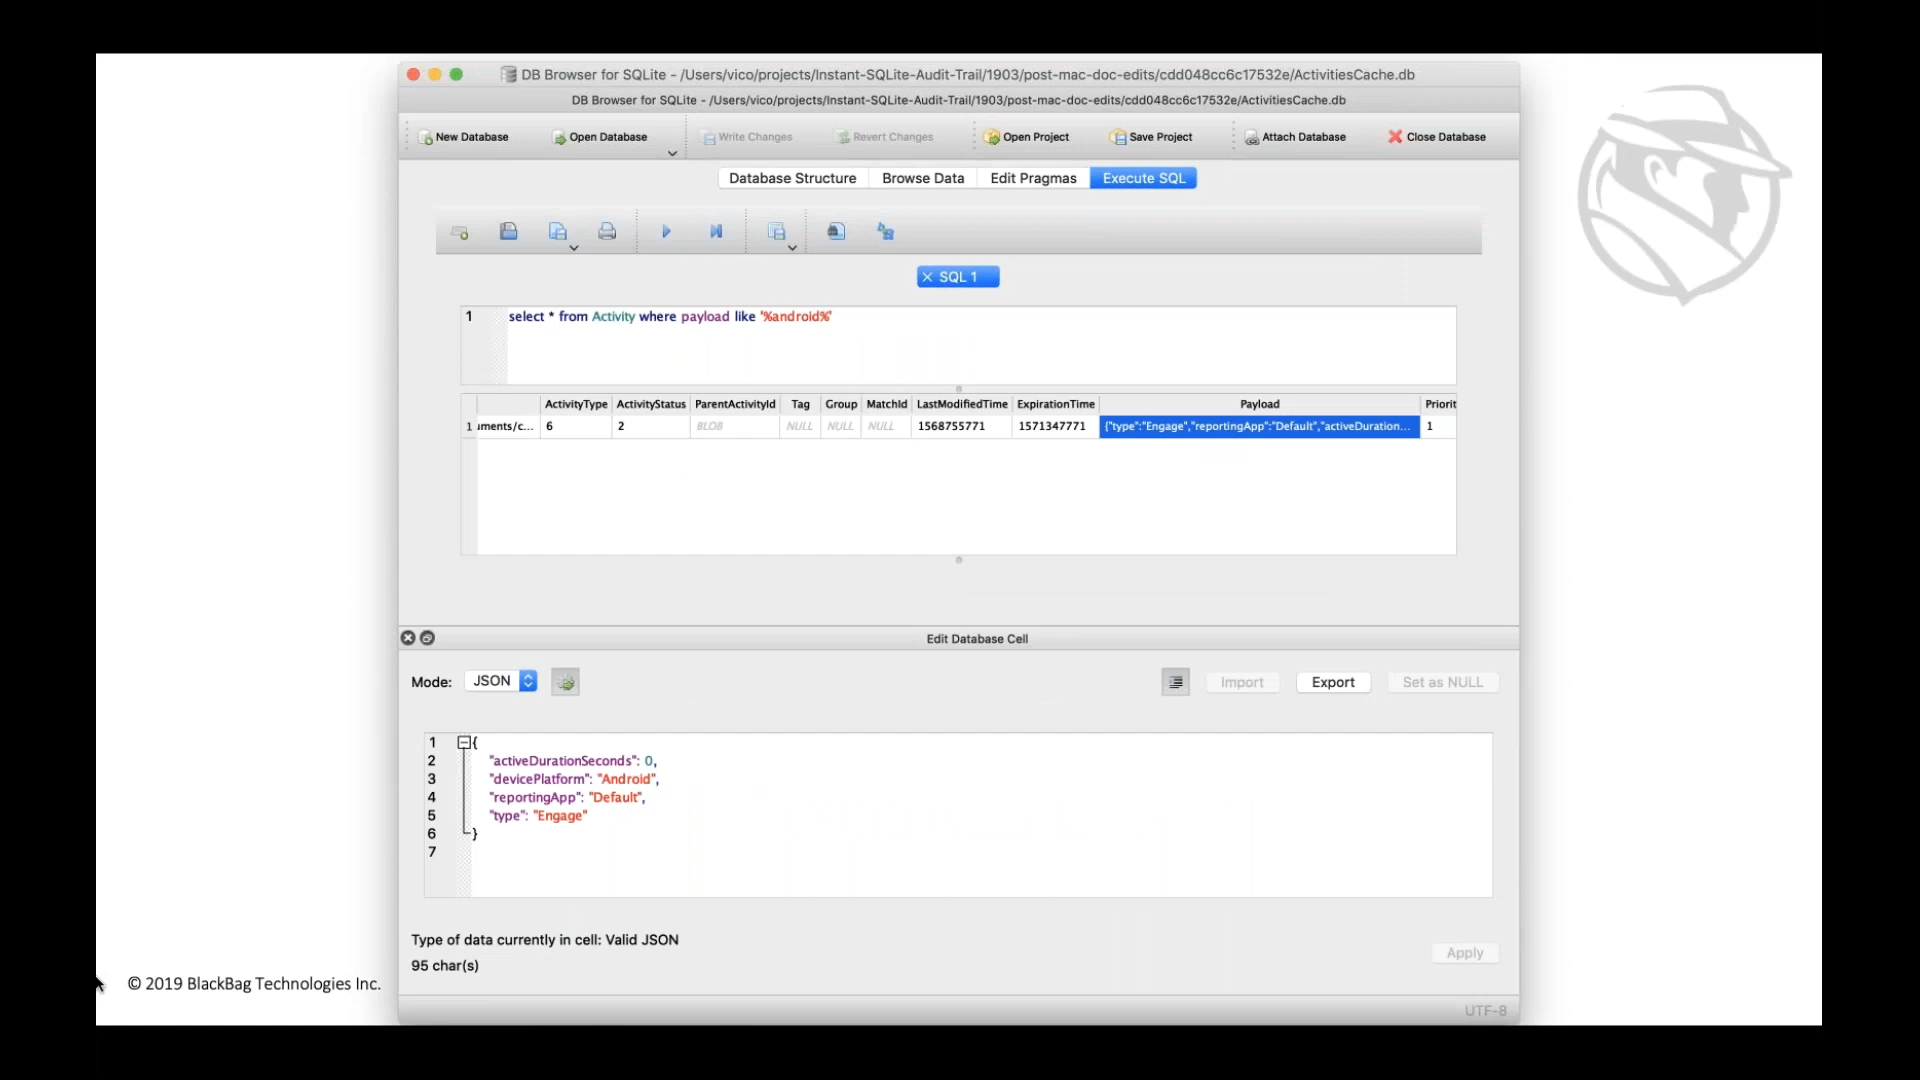 DB Browser for SQLite - /Users/vico/projects/Instant-SQLite-Audit-Trail/1903/post-mac-doc-edits/cdd048cc6c17532e/ActivitiesCache.db
DB Browser for SQLite - /Users/vico/projects/Instant-SQLite-Audit-Trail/1903/post-mac-doc-edits/cdd048cc6c17532e/ActivitiesCache.db
New Database Open Database Write Changes Revert Changes Open Project Save Project Attach Database Close Database
Database Structure Browse Data Edit Pragmas Execute SQL
SQL 1
1 select * from Activity where payload like '%android%'
ActivityType ActivityStatus ParentActivityId Tag Group MatchId LastModifiedTime ExpirationTime Payload Priorit
1 uments/c... 6 2 BLOB NULL NULL NULL 1568755771 1571347771 {"type":"Engage","reportingApp":"Default","activeDuration... 1
Edit Database Cell
Mode: JSON Import Export Set as NULL
1 {
2 "activeDurationSeconds": 0,
3 "devicePlatform": "Android",
4 "reportingApp": "Default",
5 "type": "Engage"
6 }
7
Type of data currently in cell: Valid JSON
95 char(s)
Apply
© 2019 BlackBag Technologies Inc.
UTF-8